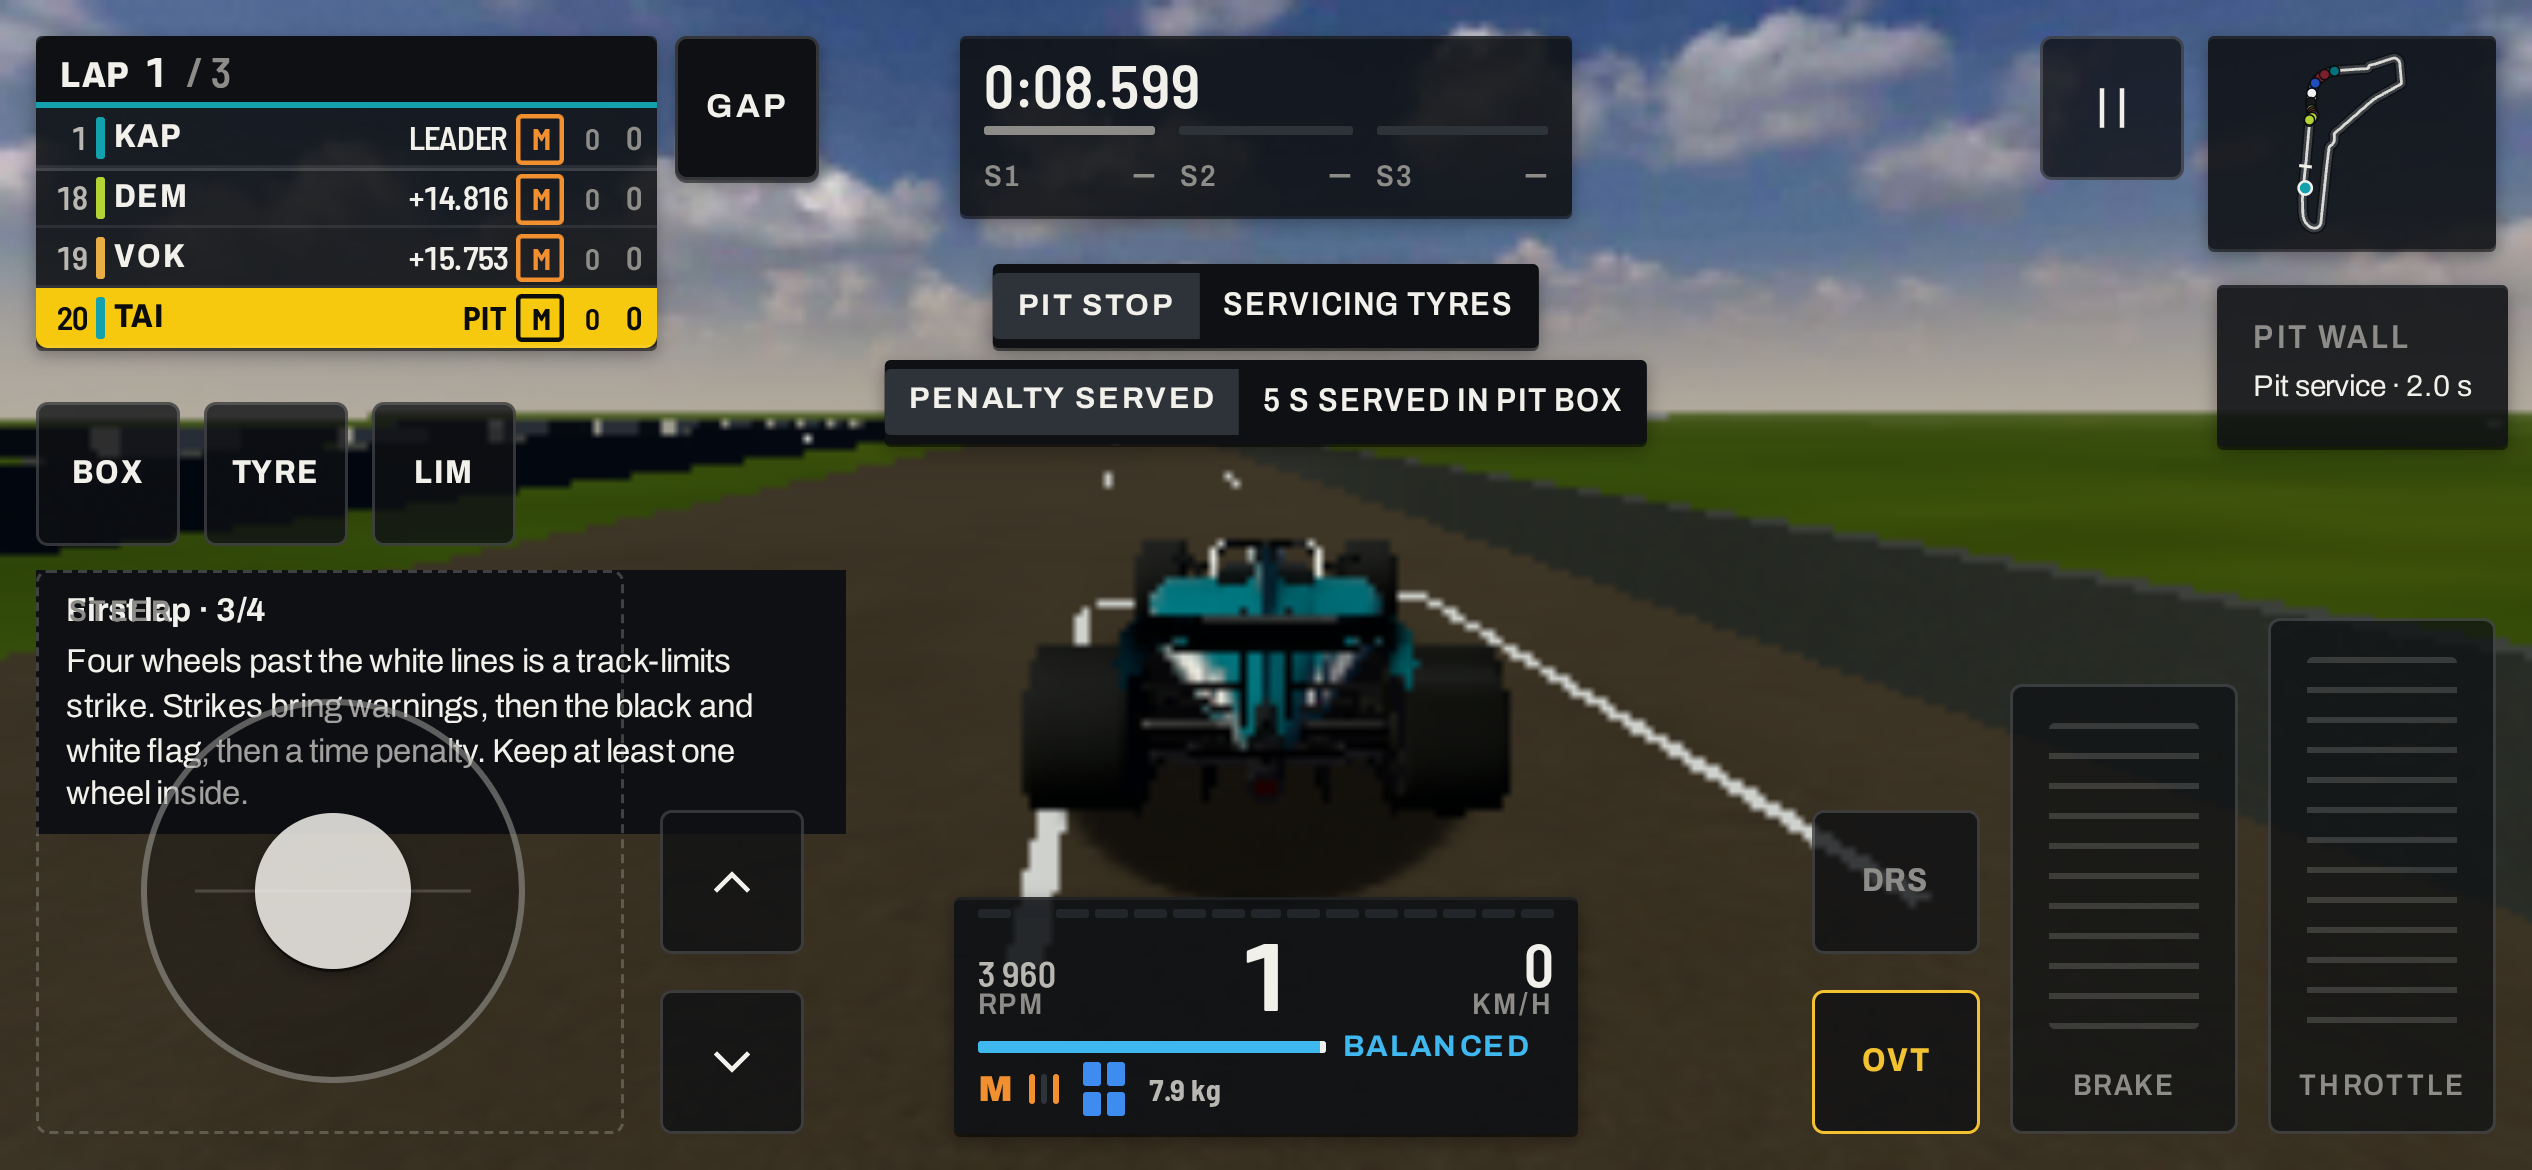 LAP 1 / 3
1 KAP LEADER M 0 0
18 DEM +14.816 M 0 0
19 VOK +15.753 M 0 0
20 TAI PIT M 0 0
GAP
0:08.599
S1 – S2 – S3 –
PIT STOP SERVICING TYRES
PENALTY SERVED 5 S SERVED IN PIT BOX
PIT WALL
Pit service · 2.0 s
BOX TYRE LIM
STEER
First lap · 3/4
Four wheels past the white lines is a track-limits
strike. Strikes bring warnings, then the black and
white flag, then a time penalty. Keep at least one
wheel inside.
3 960
RPM
1
0
KM/H
BALANCED
M 7.9 kg
DRS
OVT
BRAKE
THROTTLE